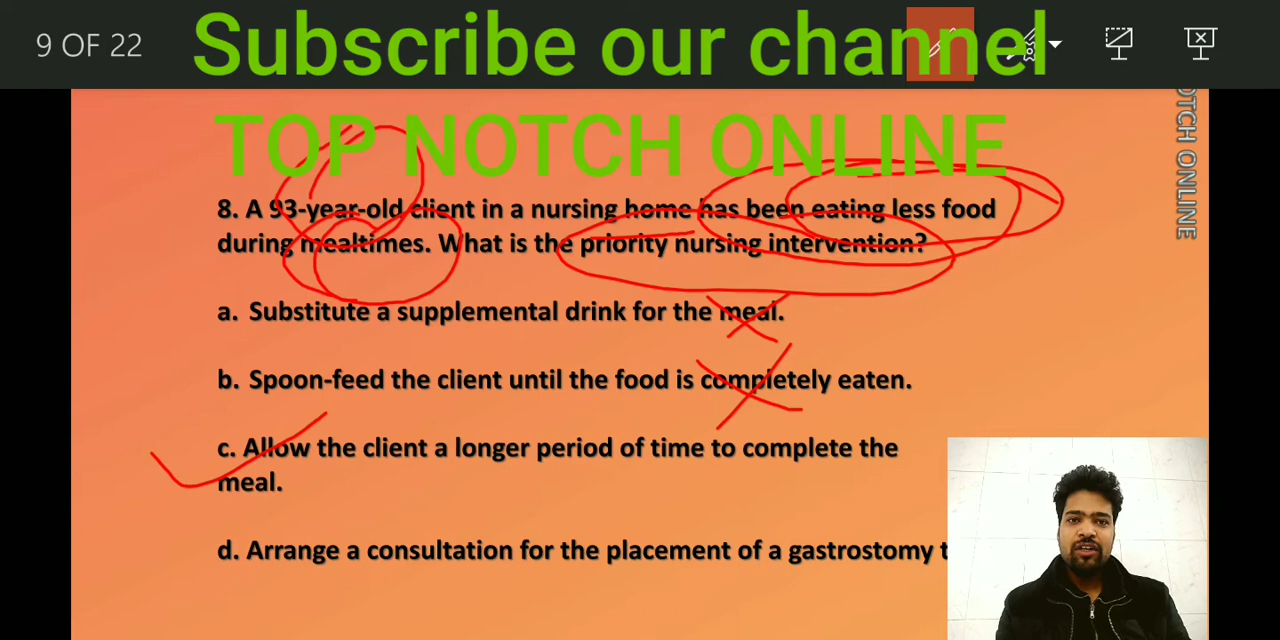 9 OF 22
Subscribe our channel
TOP NOTCH ONLINE
OTCH ONLINE
8. A 93-year-old client in a nursing home has been eating less food
during mealtimes. What is the priority nursing intervention?
a. Substitute a supplemental drink for the meal.
b. Spoon-feed the client until the food is completely eaten.
c. Allow the client a longer period of time to complete the
meal.
d. Arrange a consultation for the placement of a gastrostomy t